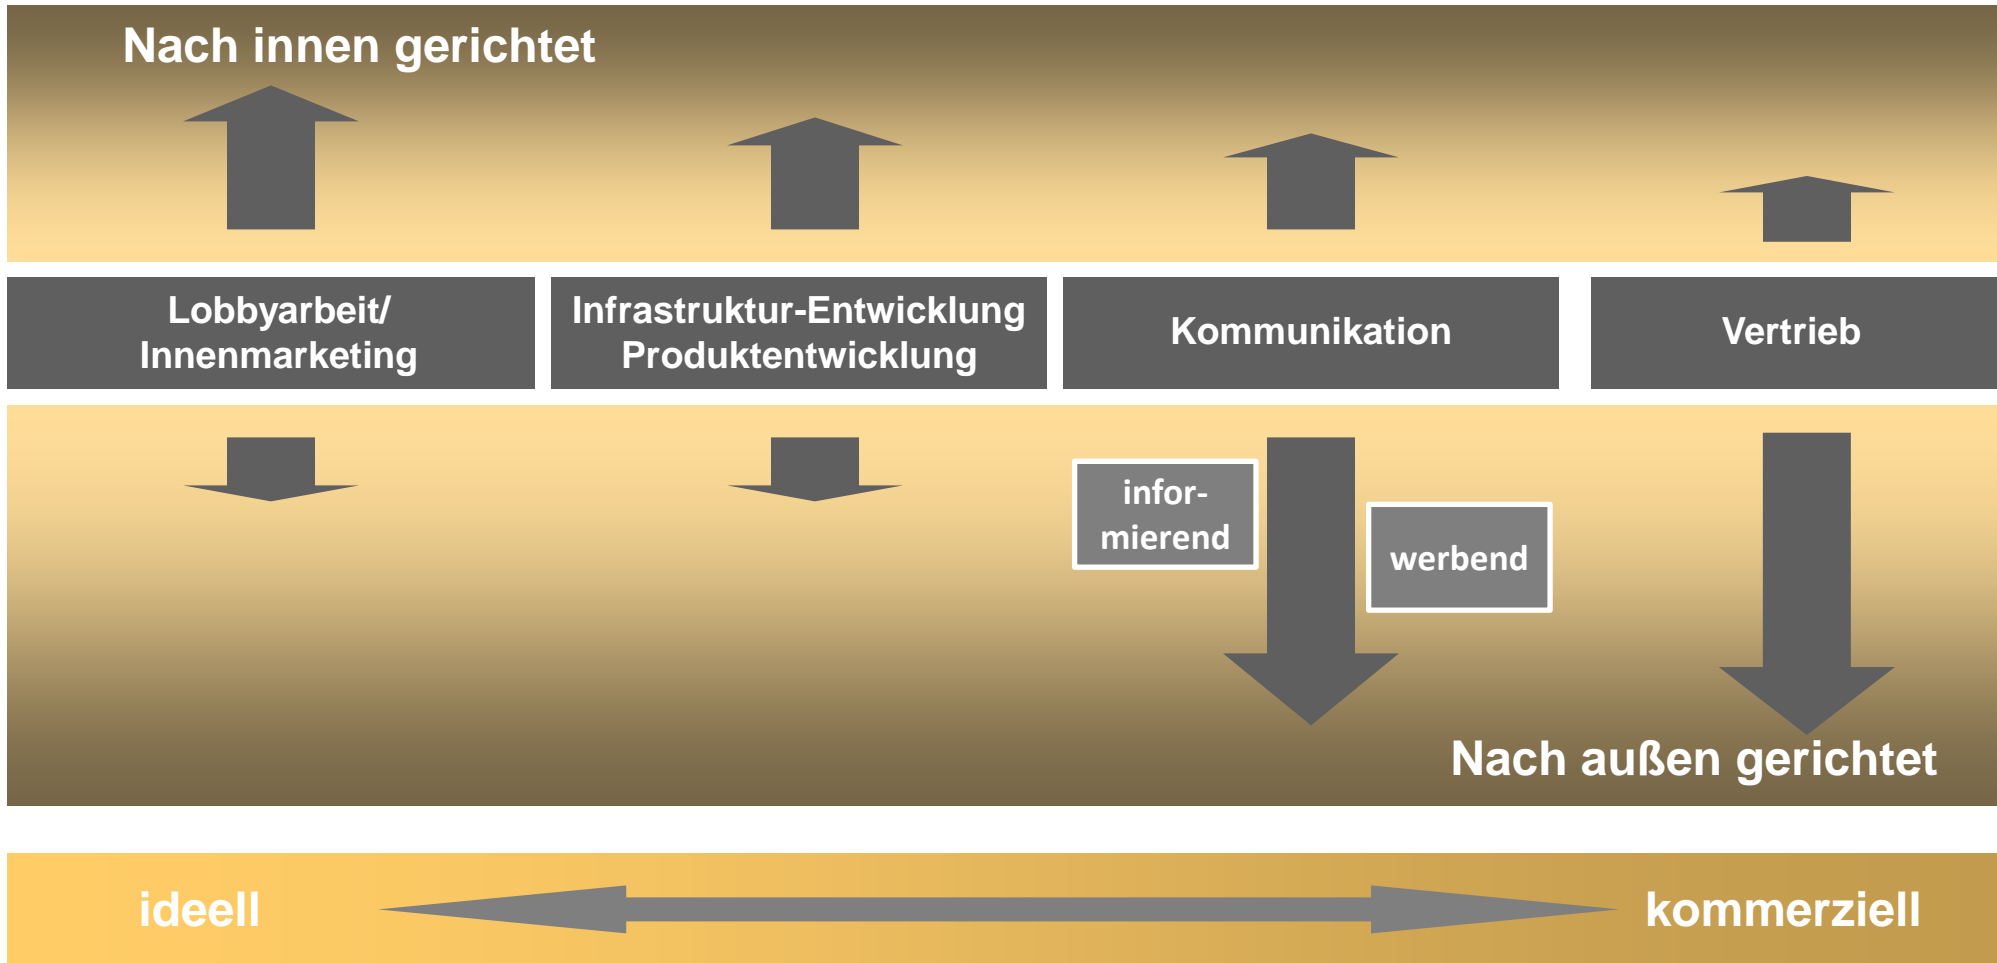 Nach innen gerichtet
Lobbyarbeit/
Innenmarketing
Infrastruktur-Entwicklung
Produktentwicklung
Kommunikation
Vertrieb
infor-
mierend
werbend
Nach außen gerichtet
ideell
kommerziell